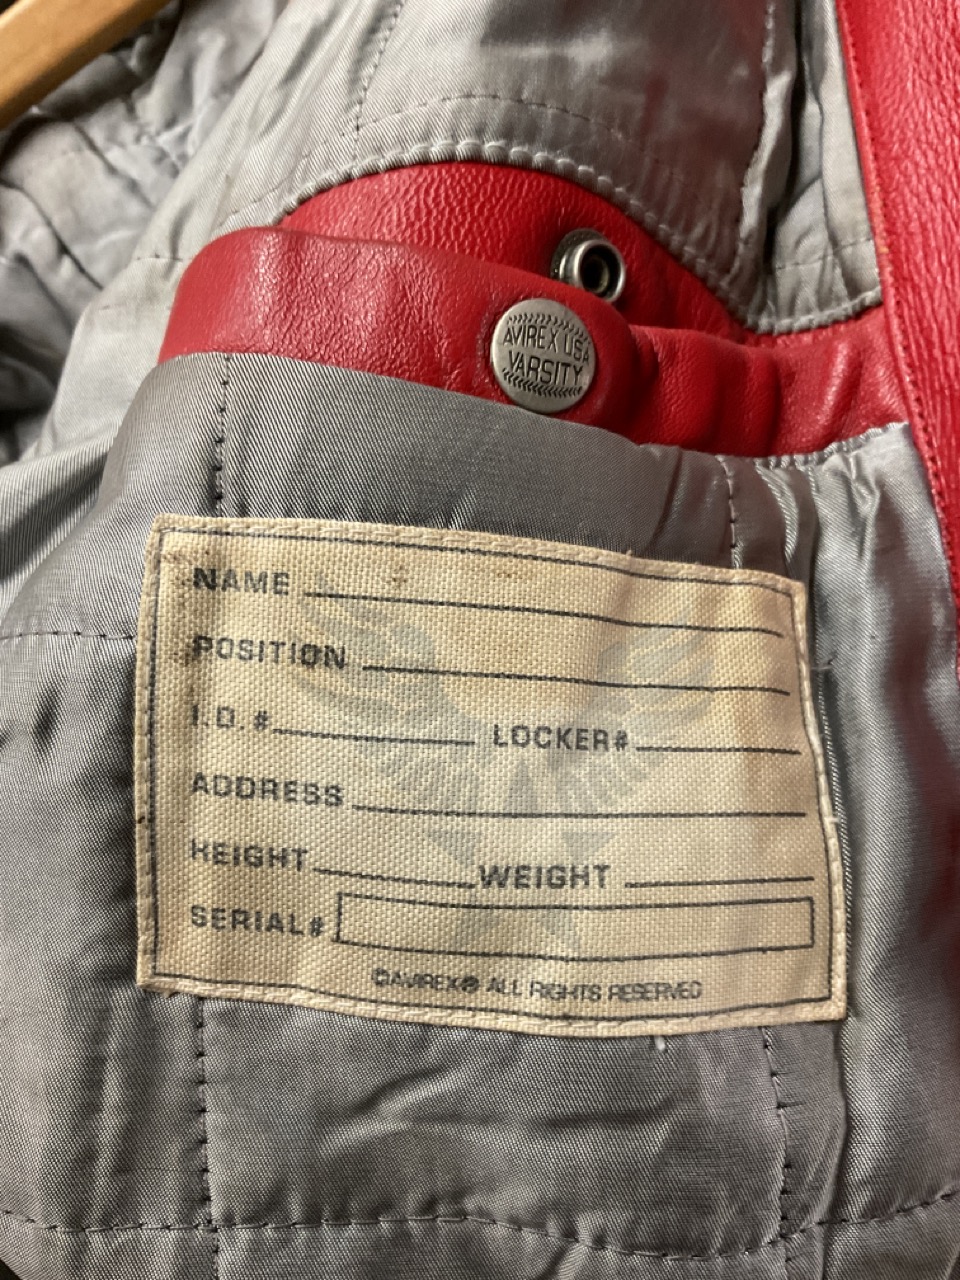 AVIREX USA
VARSITY
NAME
POSITION
I.D.# LOCKER#
ADDRESS
HEIGHT WEIGHT
SERIAL#
©AVIREX® ALL RIGHTS RESERVED